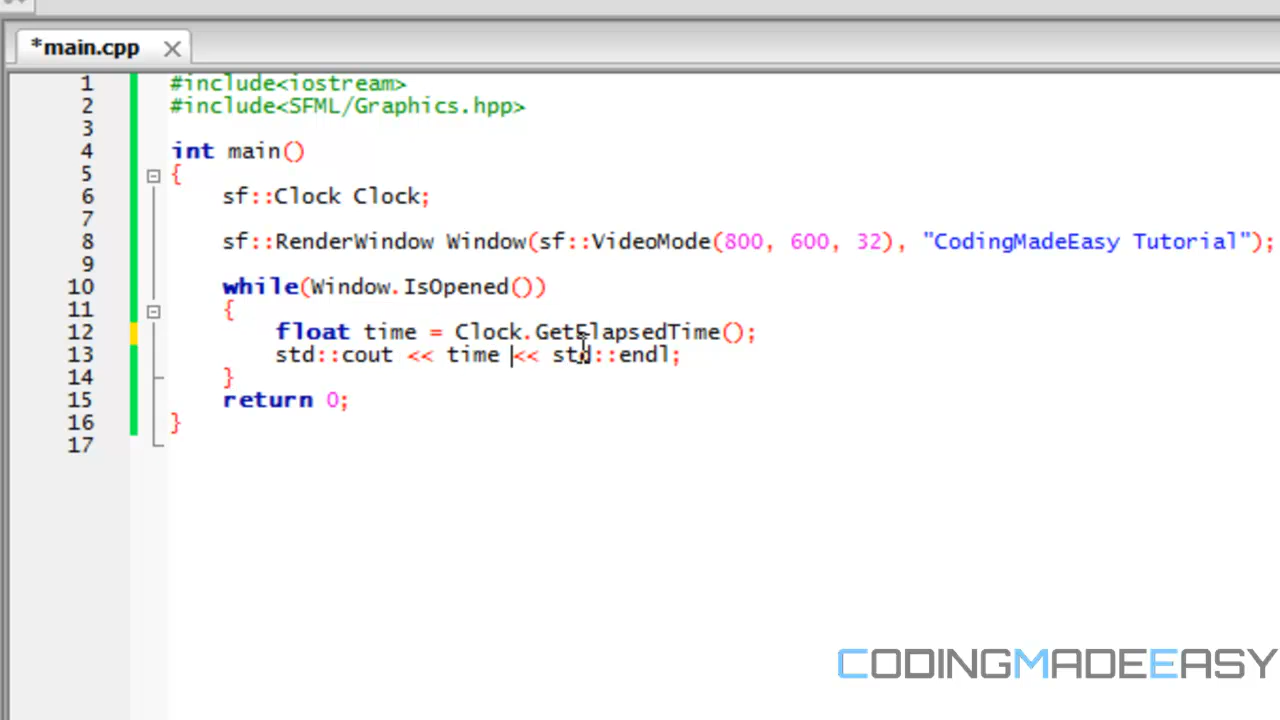 *main.cpp
1 #include<iostream>
2 #include<SFML/Graphics.hpp>
3
4 int main()
5 {
6 sf::Clock Clock;
7
8 sf::RenderWindow Window(sf::VideoMode(800, 600, 32), "CodingMadeEasy Tutorial");
9
10 while(Window.IsOpened())
11 {
12 float time = Clock.GetElapsedTime();
13 std::cout << time << std::endl;
14 }
15 return 0;
16 }
17
CODINGMADEEASY